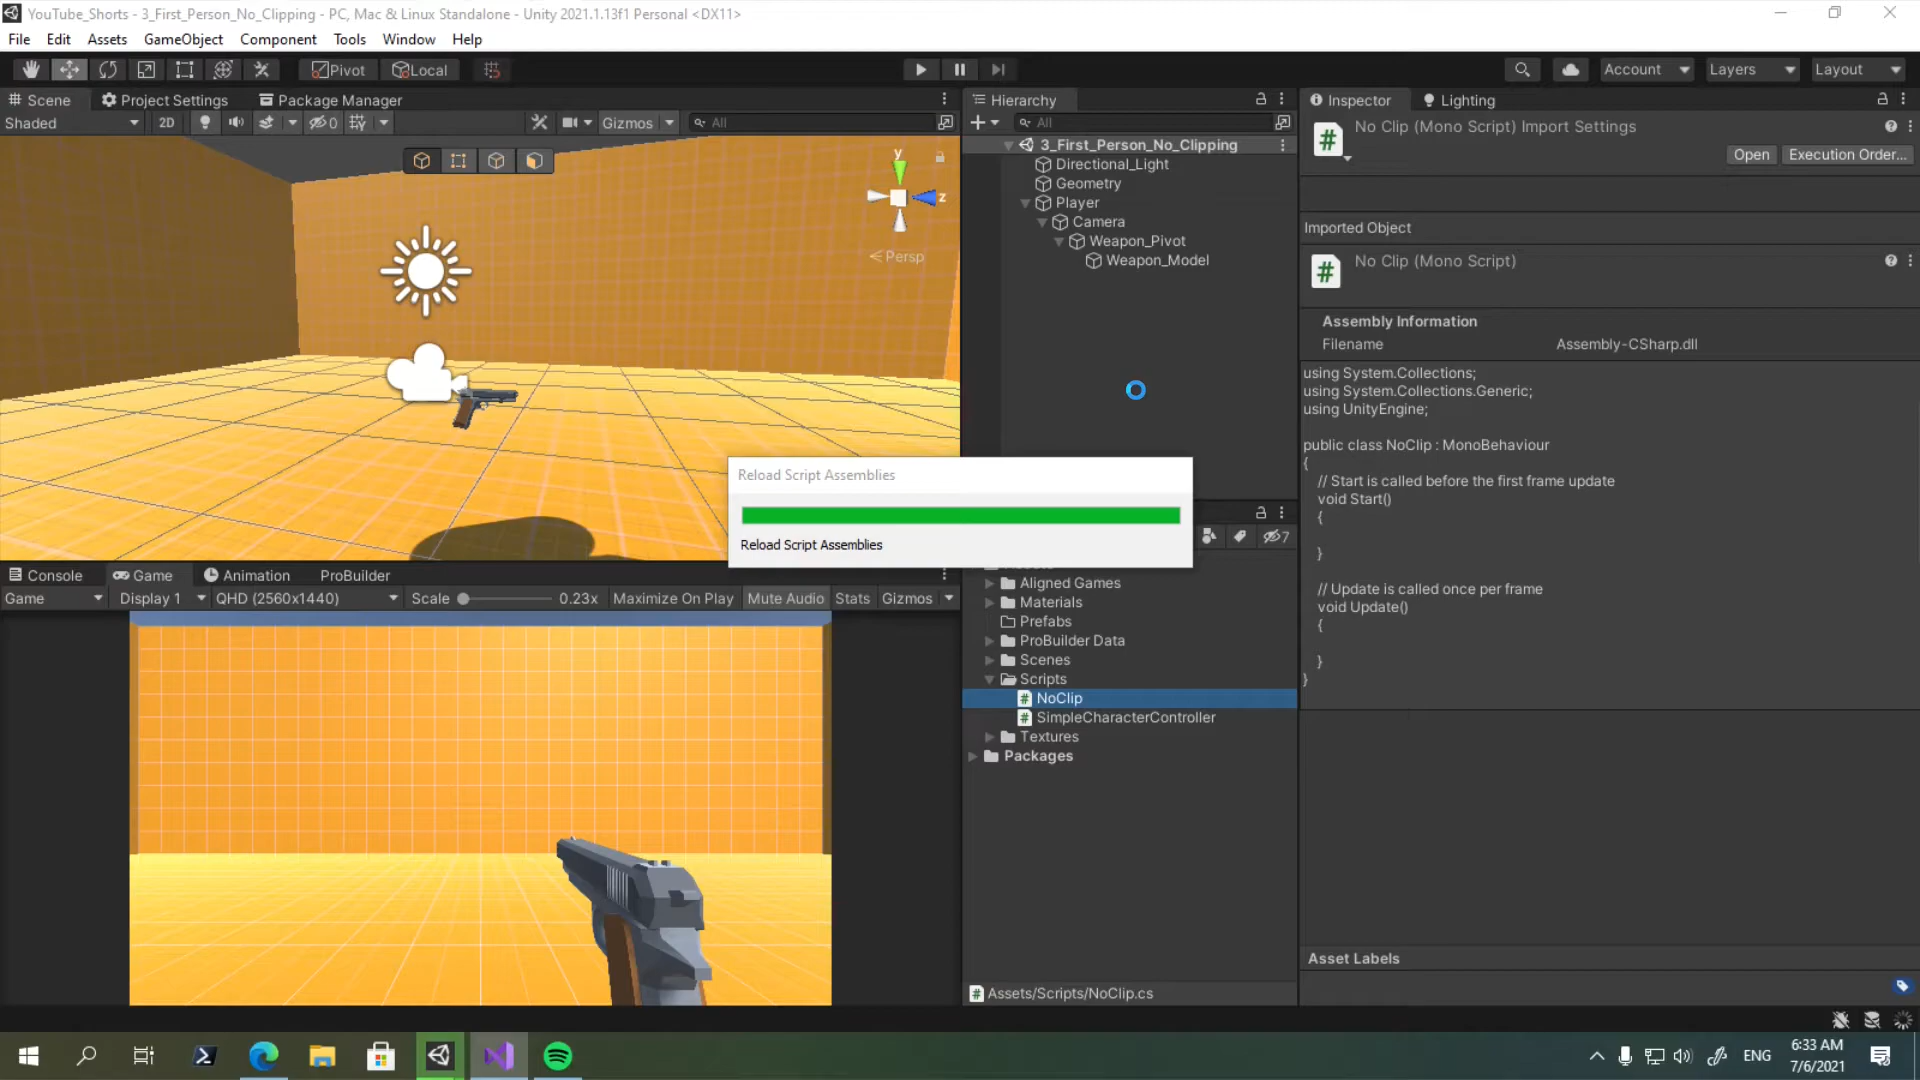 YouTube_Shorts - 3_First_Person_No_Clipping - PC, Mac & Linux Standalone - Unity 2021.1.13f1 Personal <DX11>
File Edit Assets GameObject Component Tools Window Help
Pivot Local Account Layers Layout
Scene Project Settings Package Manager
Shaded 2D 0 Gizmos All
y
z
Persp
Hierarchy
All
3_First_Person_No_Clipping
Directional_Light
Geometry
Player
Camera
Weapon_Pivot
Weapon_Model
Inspector Lighting
No Clip (Mono Script) Import Settings
Open Execution Order...
Imported Object
No Clip (Mono Script)
Assembly Information
Filename Assembly-CSharp.dll
using System.Collections;
using System.Collections.Generic;
using UnityEngine;
public class NoClip : MonoBehaviour
{
// Start is called before the first frame update
void Start()
{
}
// Update is called once per frame
void Update()
{
}
}
Asset Labels
Reload Script Assemblies
Reload Script Assemblies
7
Aligned Games
Materials
Prefabs
ProBuilder Data
Scenes
Scripts
NoClip
SimpleCharacterController
Textures
Packages
Assets/Scripts/NoClip.cs
Console Game Animation ProBuilder
Game Display 1 QHD (2560x1440) Scale 0.23x Maximize On Play Mute Audio Stats Gizmos
ENG
6:33 AM
7/6/2021